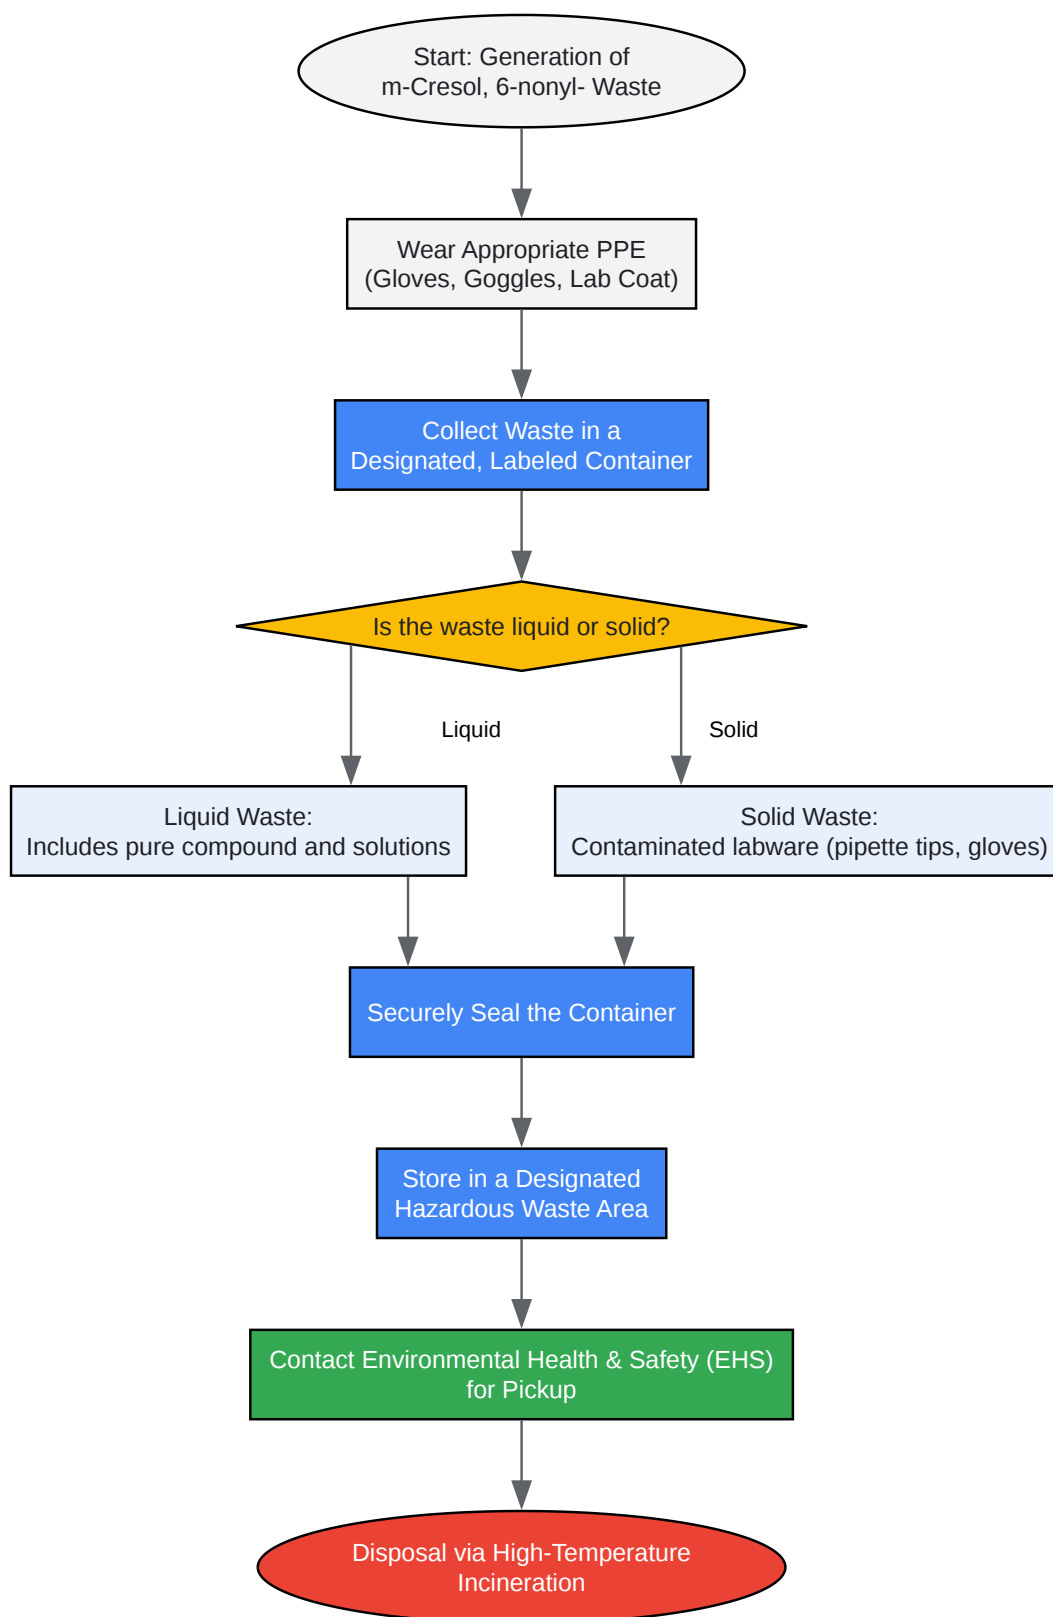 Start: Generation of
m-Cresol, 6-nonyl- Waste
Wear Appropriate PPE
(Gloves, Goggles, Lab Coat)
Collect Waste in a
Designated, Labeled Container
Is the waste liquid or solid?
Liquid
Solid
Liquid Waste:
Includes pure compound and solutions
Solid Waste:
Contaminated labware (pipette tips, gloves)
Securely Seal the Container
Store in a Designated
Hazardous Waste Area
Contact Environmental Health & Safety (EHS)
for Pickup
Disposal via High-Temperature
Incineration